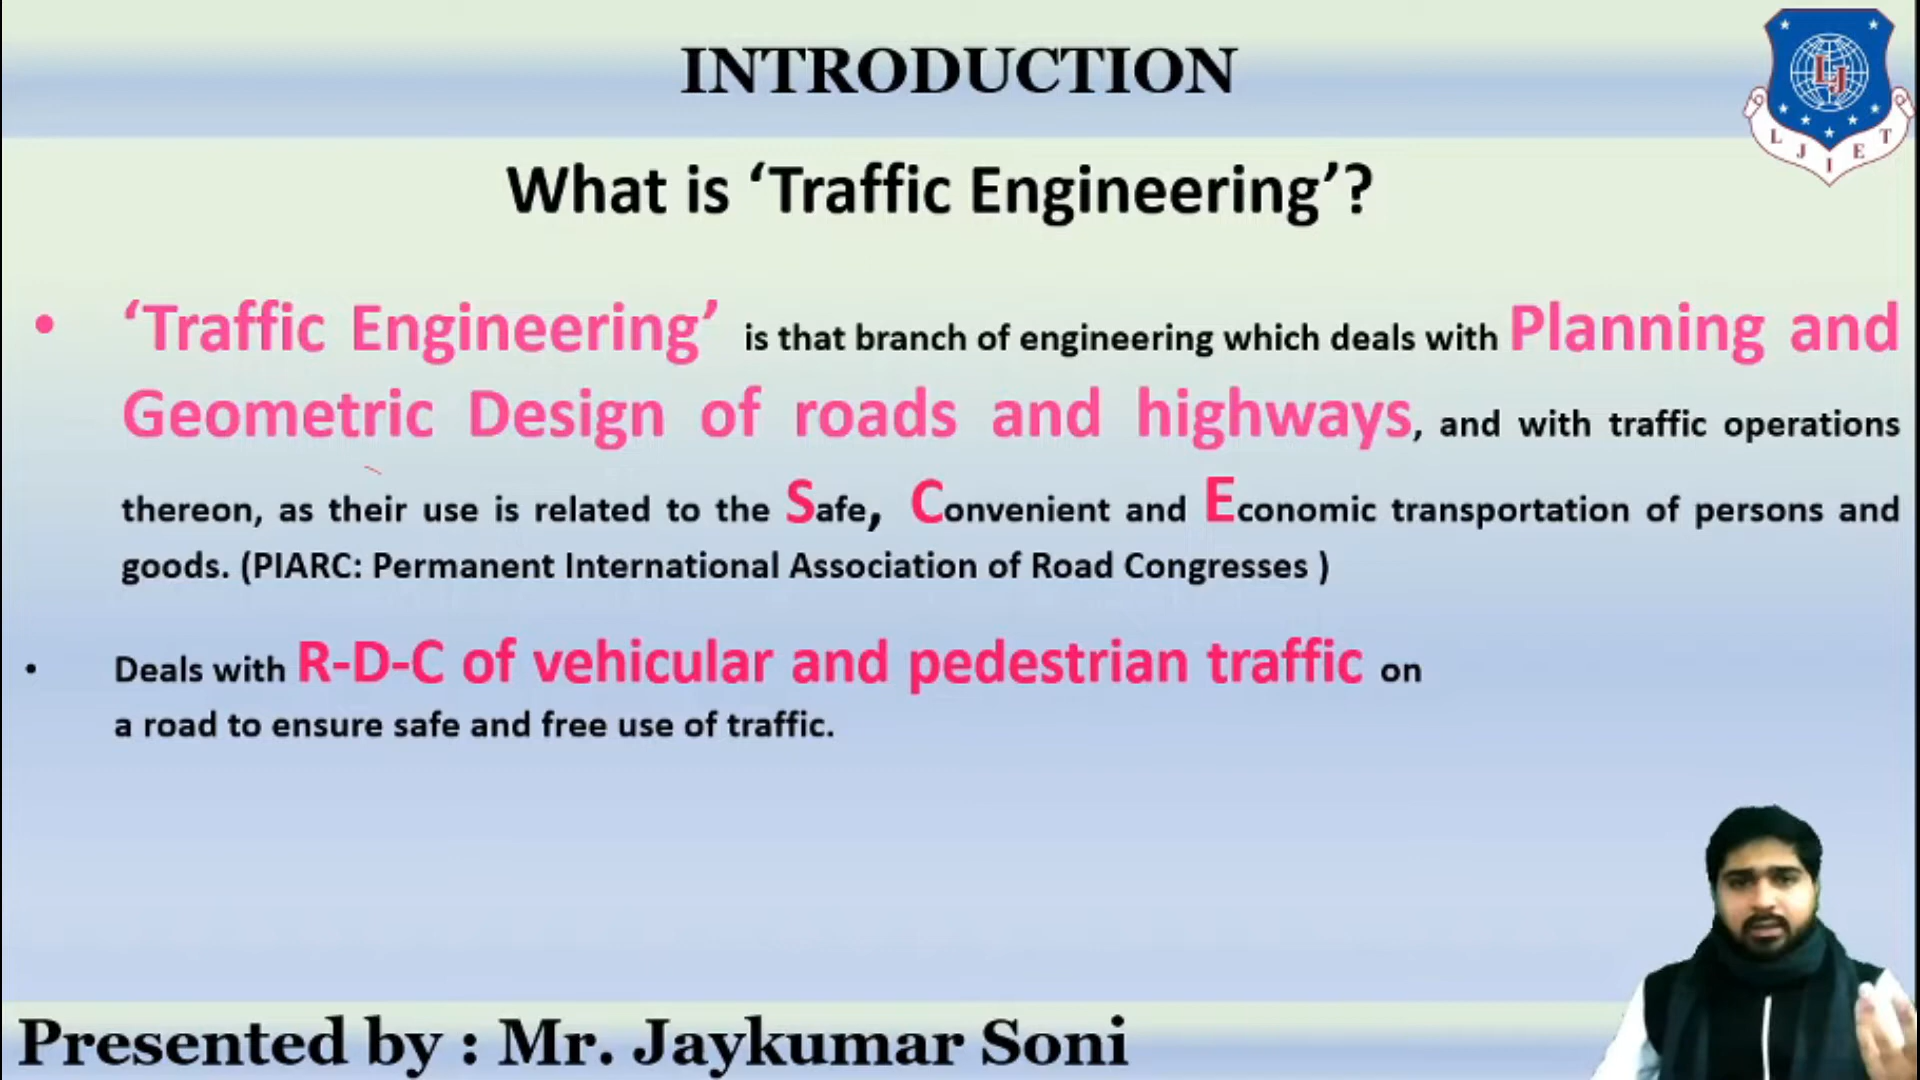 INTRODUCTION
LJ
L J I E T
What is ‘Traffic Engineering’?
• ‘Traffic Engineering’ is that branch of engineering which deals with Planning and
Geometric Design of roads and highways, and with traffic operations
thereon, as their use is related to the Safe, Convenient and Economic transportation of persons and
goods. (PIARC: Permanent International Association of Road Congresses )
• Deals with R-D-C of vehicular and pedestrian traffic on
a road to ensure safe and free use of traffic.
Presented by : Mr. Jaykumar Soni